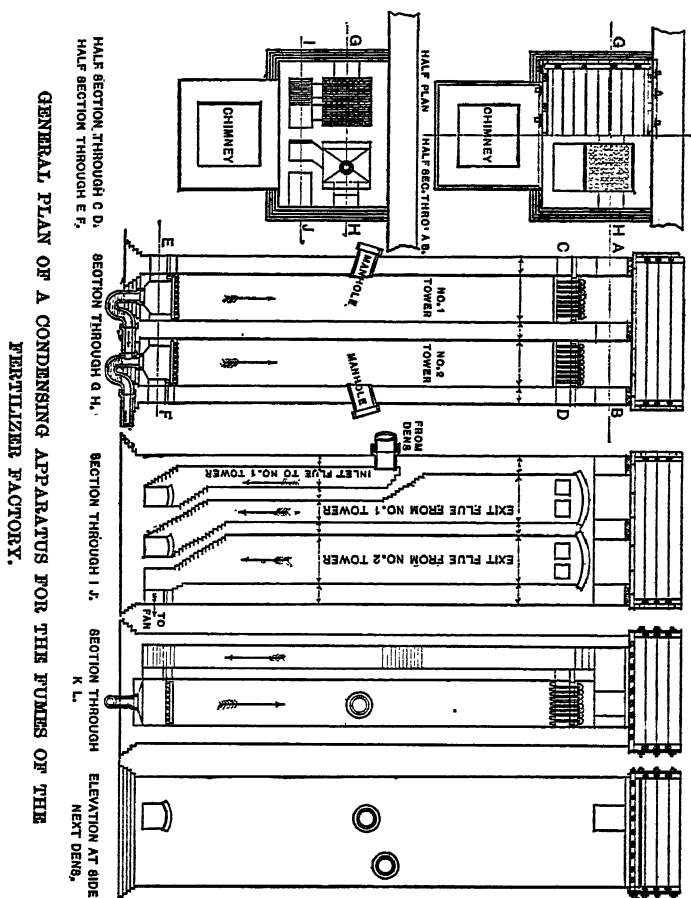 HALF PLAN
HALF SEC. THRO' A.B.
G
H
A
B
CHIMNEY
G
H
I
J
CHIMNEY
C
D
E
F
MANHOLE
MANHOLE
NO. 1
TOWER
NO. 2
TOWER
FROM
DENS
INLET FLUE TO NO. 1 TOWER
EXIT FLUE FROM NO. 1 TOWER
EXIT FLUE FROM NO. 2 TOWER
TO
FAN
HALF SECTION THROUGH C D.
HALF SECTION THROUGH E F.
SECTION THROUGH G H.
SECTION THROUGH I J.
SECTION THROUGH
K L.
ELEVATION AT SIDE
NEXT DENS.
GENERAL PLAN OF A CONDENSING APPARATUS FOR THE FUMES OF THE
FERTILIZER FACTORY.